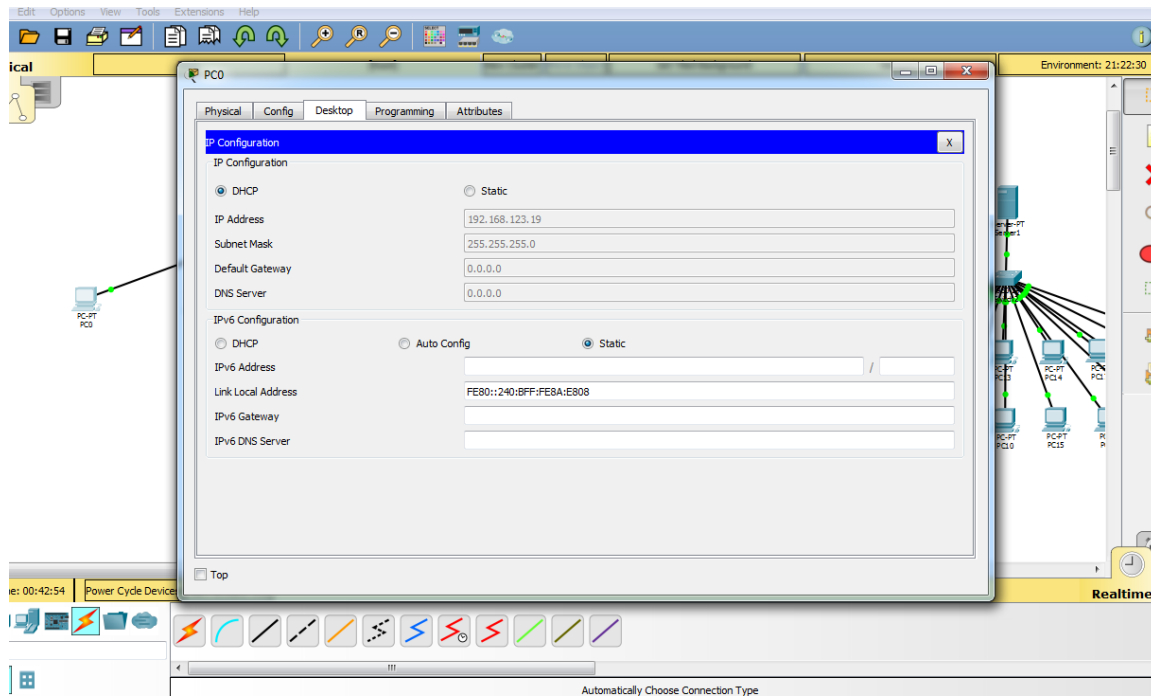 Edit Options View Tools Extensions Help
ical
Environment: 21:22:30
PC0
Physical Config Desktop Programming Attributes
IP Configuration X
IP Configuration
DHCP Static
IP Address 192.168.123.19
Subnet Mask 255.255.255.0
Default Gateway 0.0.0.0
DNS Server 0.0.0.0
IPv6 Configuration
DHCP Auto Config Static
IPv6 Address /
Link Local Address FE80::240:BFF:FE8A:E808
IPv6 Gateway
IPv6 DNS Server
Top
PC-PT
PC0
Server1
PC-PT
PC14
PC-PT
PC10
PC-PT
PC15
e: 00:42:54 Power Cycle Device
Realtime
Automatically Choose Connection Type